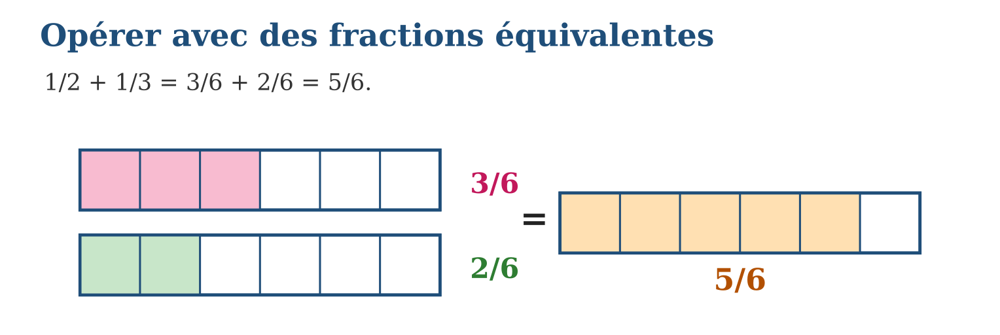 Opérer avec des fractions équivalentes
1/2 + 1/3 = 3/6 + 2/6 = 5/6.
3/6
=
2/6
5/6